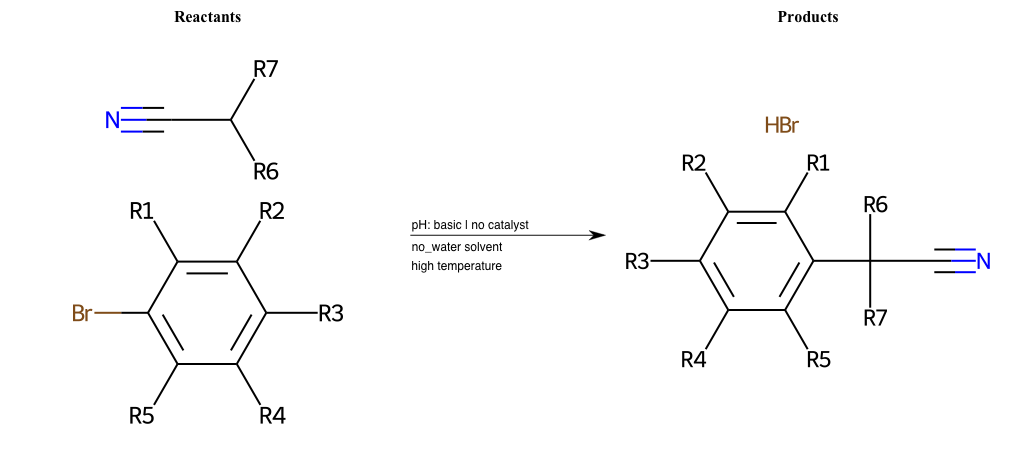 Reactants
Products
R7
N
R6
HBr
R1
R2
Br
R3
R5
R4
pH: basic | no catalyst
no_water solvent
high temperature
R2
R1
R6
R3
N
R7
R4
R5